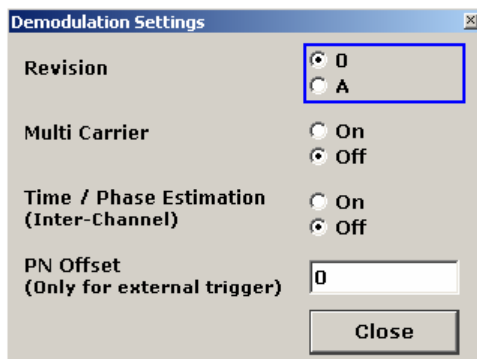 Demodulation Settings
Revision
0
A
Multi Carrier
On
Off
Time / Phase Estimation
(Inter-Channel)
On
Off
PN Offset
(Only for external trigger)
0
Close